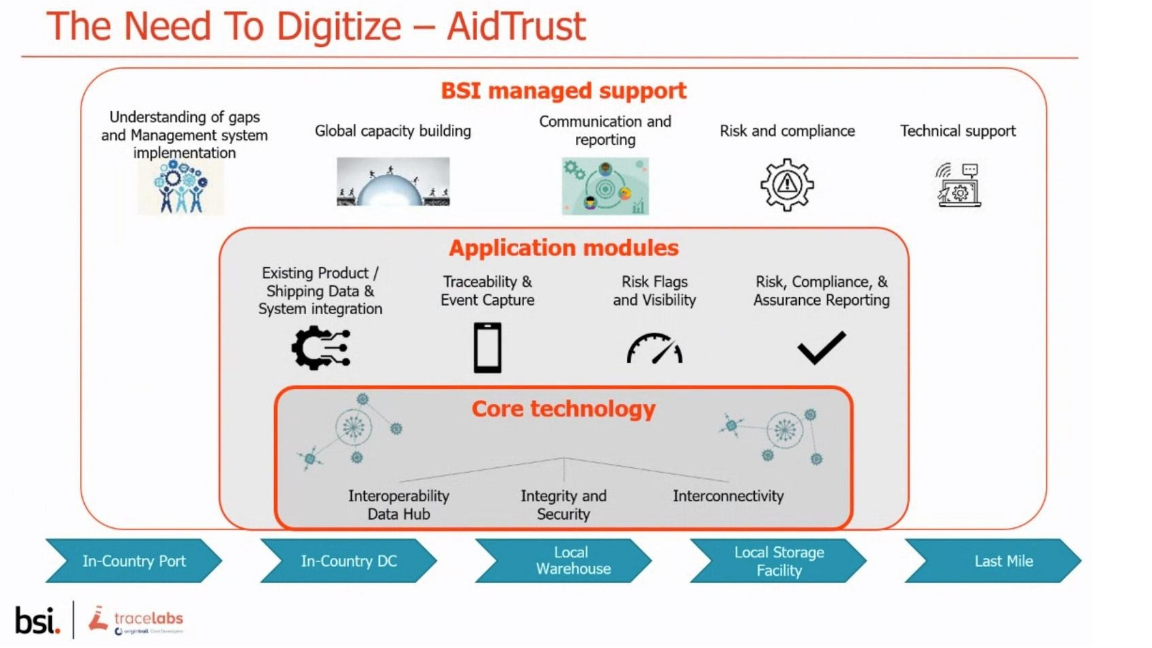 The Need To Digitize – AidTrust
BSI managed support
Understanding of gaps
and Management system
implementation
Global capacity building
Communication and
reporting
Risk and compliance
Technical support
Application modules
Existing Product /
Shipping Data &
System integration
Traceability &
Event Capture
Risk Flags
and Visibility
Risk, Compliance, &
Assurance Reporting
Core technology
Interoperability
Data Hub
Integrity and
Security
Interconnectivity
In-Country Port
In-Country DC
Local
Warehouse
Local Storage
Facility
Last Mile
bsi.
tracelabs
origintrail Core Developers